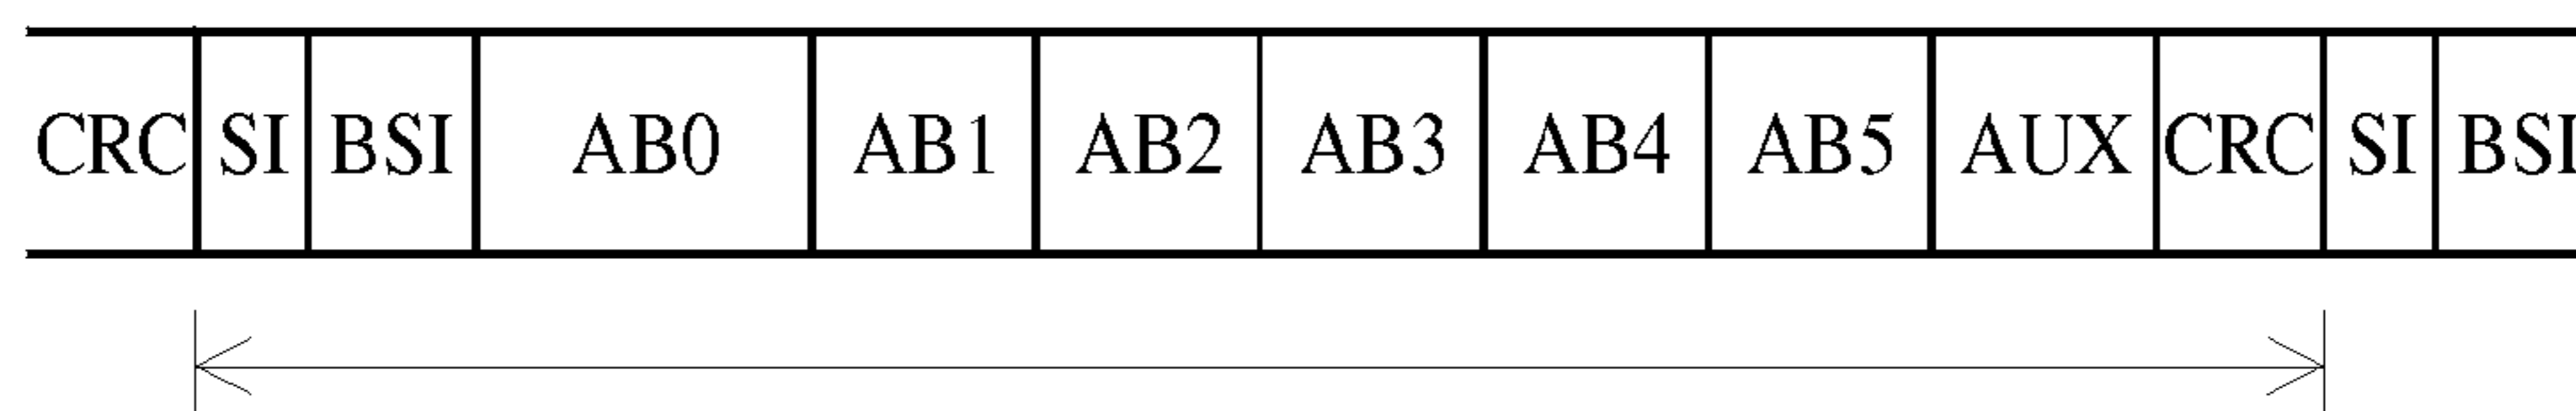 CRC SI BSI AB0 AB1 AB2 AB3 AB4 AB5 AUX CRC SI BSI